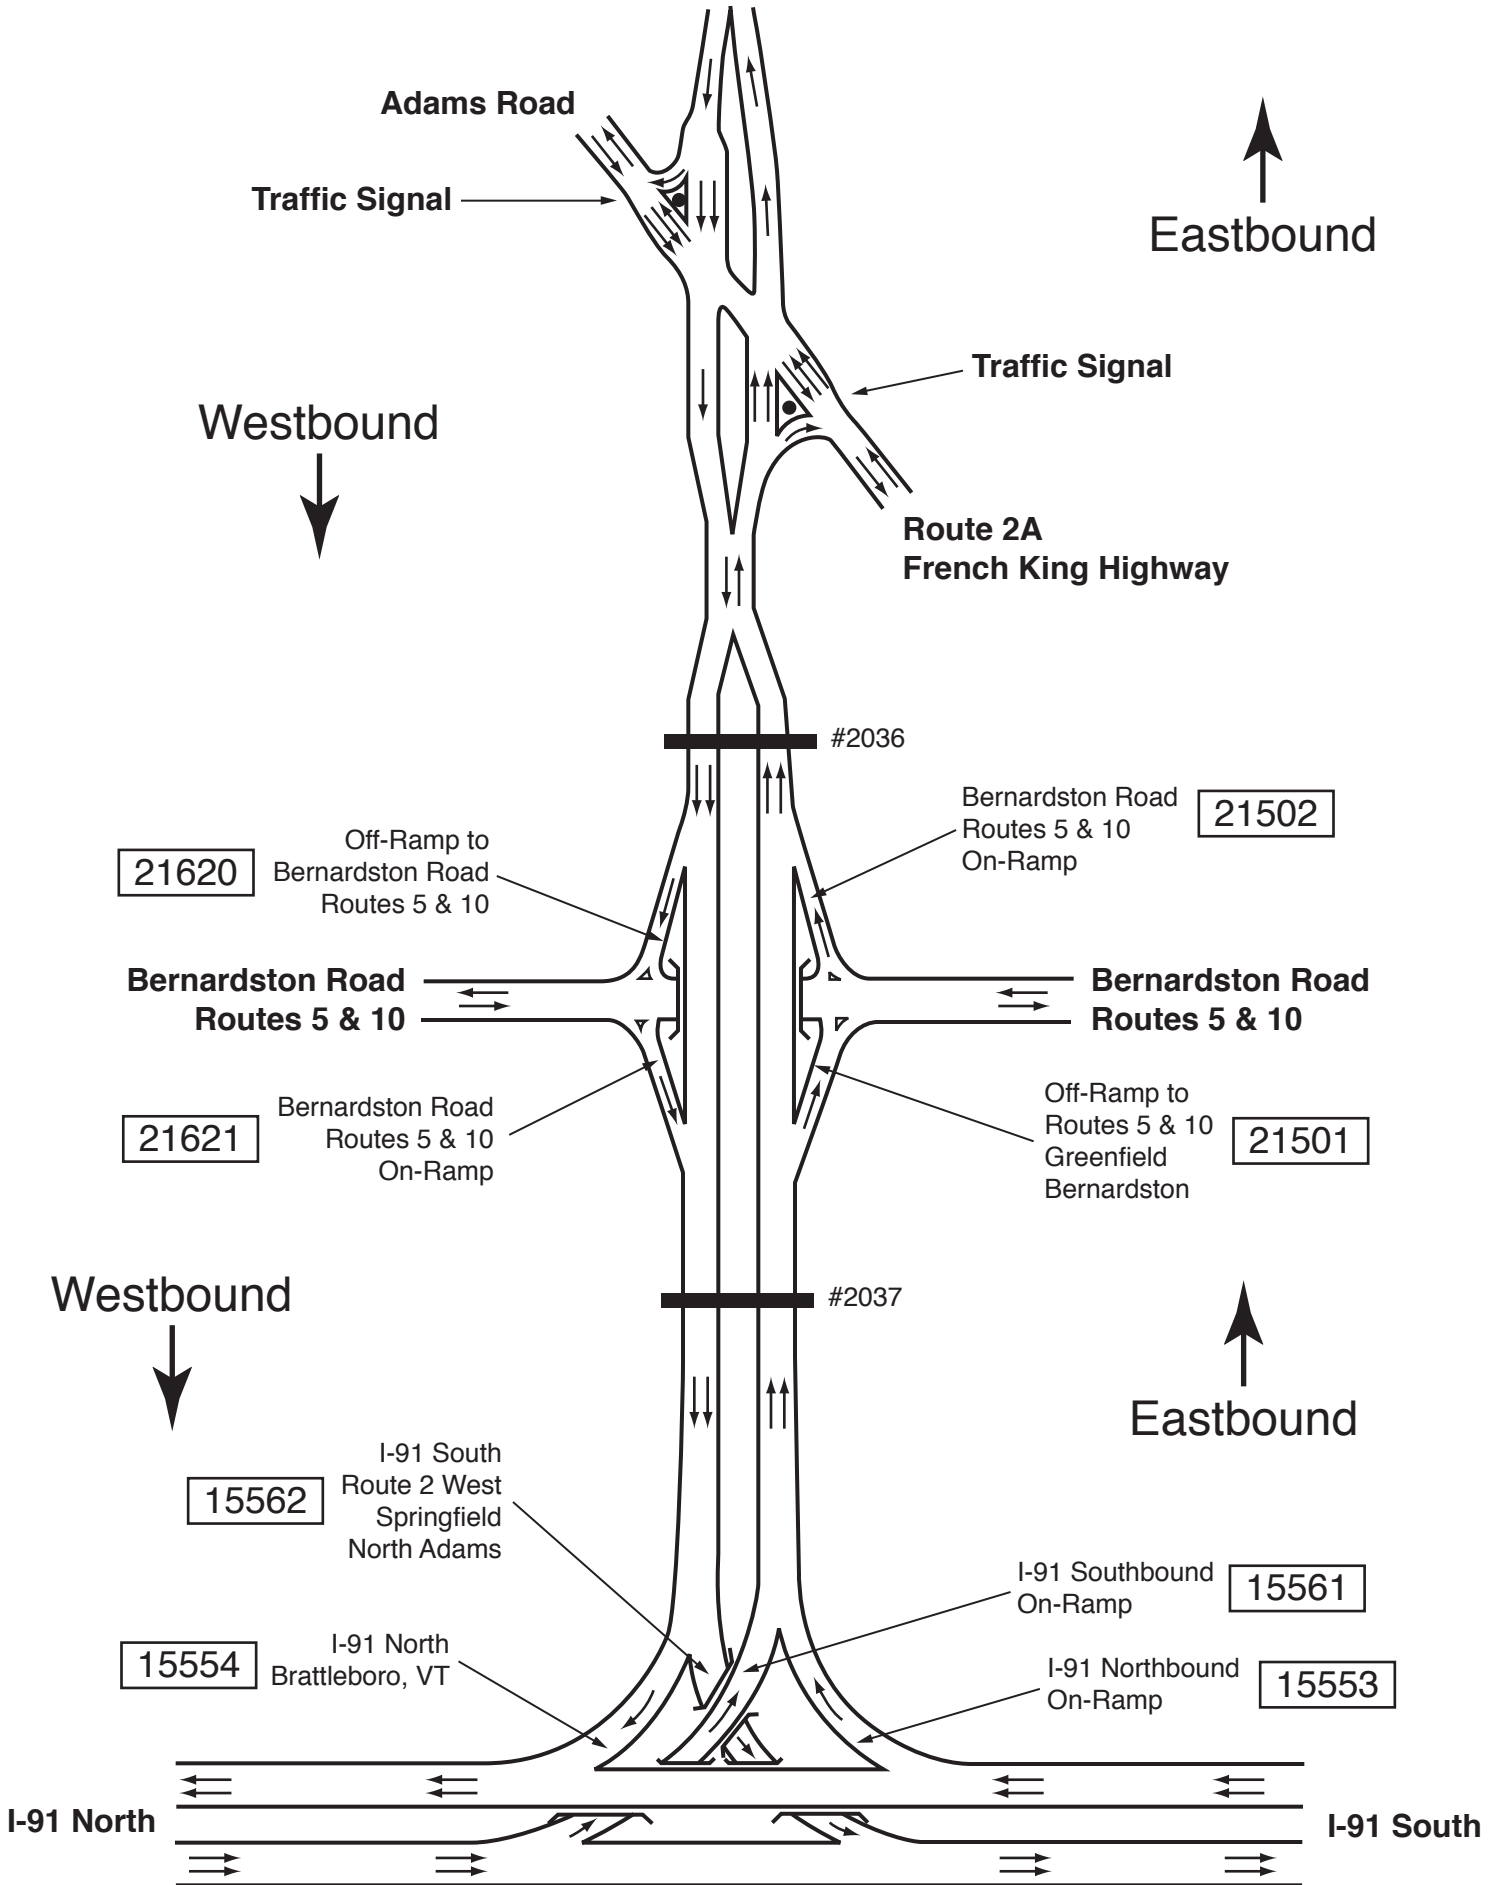 Adams Road
Traffic Signal
Eastbound
Traffic Signal
Westbound
Route 2A
French King Highway
#2036
Bernardston Road
Routes 5 & 10
On-Ramp
21502
Off-Ramp to
Bernardston Road
Routes 5 & 10
21620
Bernardston Road
Routes 5 & 10
Bernardston Road
Routes 5 & 10
Bernardston Road
Routes 5 & 10
On-Ramp
21621
Off-Ramp to
Routes 5 & 10
Greenfield
Bernardston
21501
Westbound
#2037
Eastbound
I-91 South
Route 2 West
Springfield
North Adams
15562
I-91 Southbound
On-Ramp
15561
I-91 North
Brattleboro, VT
15554
I-91 Northbound
On-Ramp
15553
I-91 North
I-91 South